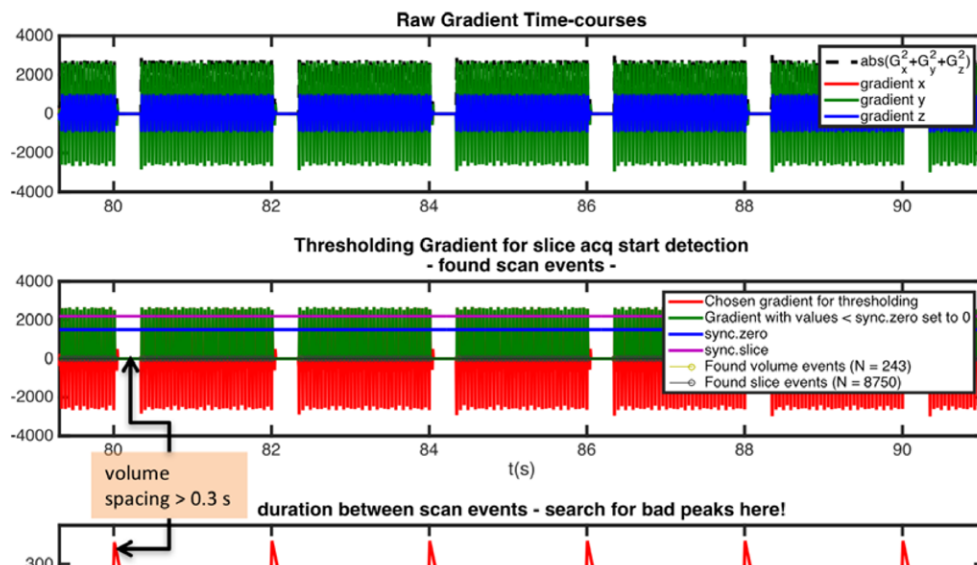 Raw Gradient Time-courses
4000
2000
0
-2000
-4000
abs(G_x^2+G_y^2+G_z^2)
gradient x
gradient y
gradient z
80 82 84 86 88 90
Thresholding Gradient for slice acq start detection
- found scan events -
4000
2000
0
-2000
-4000
Chosen gradient for thresholding
Gradient with values < sync.zero set to 0
sync.zero
sync.slice
Found volume events (N = 243)
Found slice events (N = 8750)
80 82 84 86 88 90
t(s)
volume
spacing > 0.3 s
duration between scan events - search for bad peaks here!
300